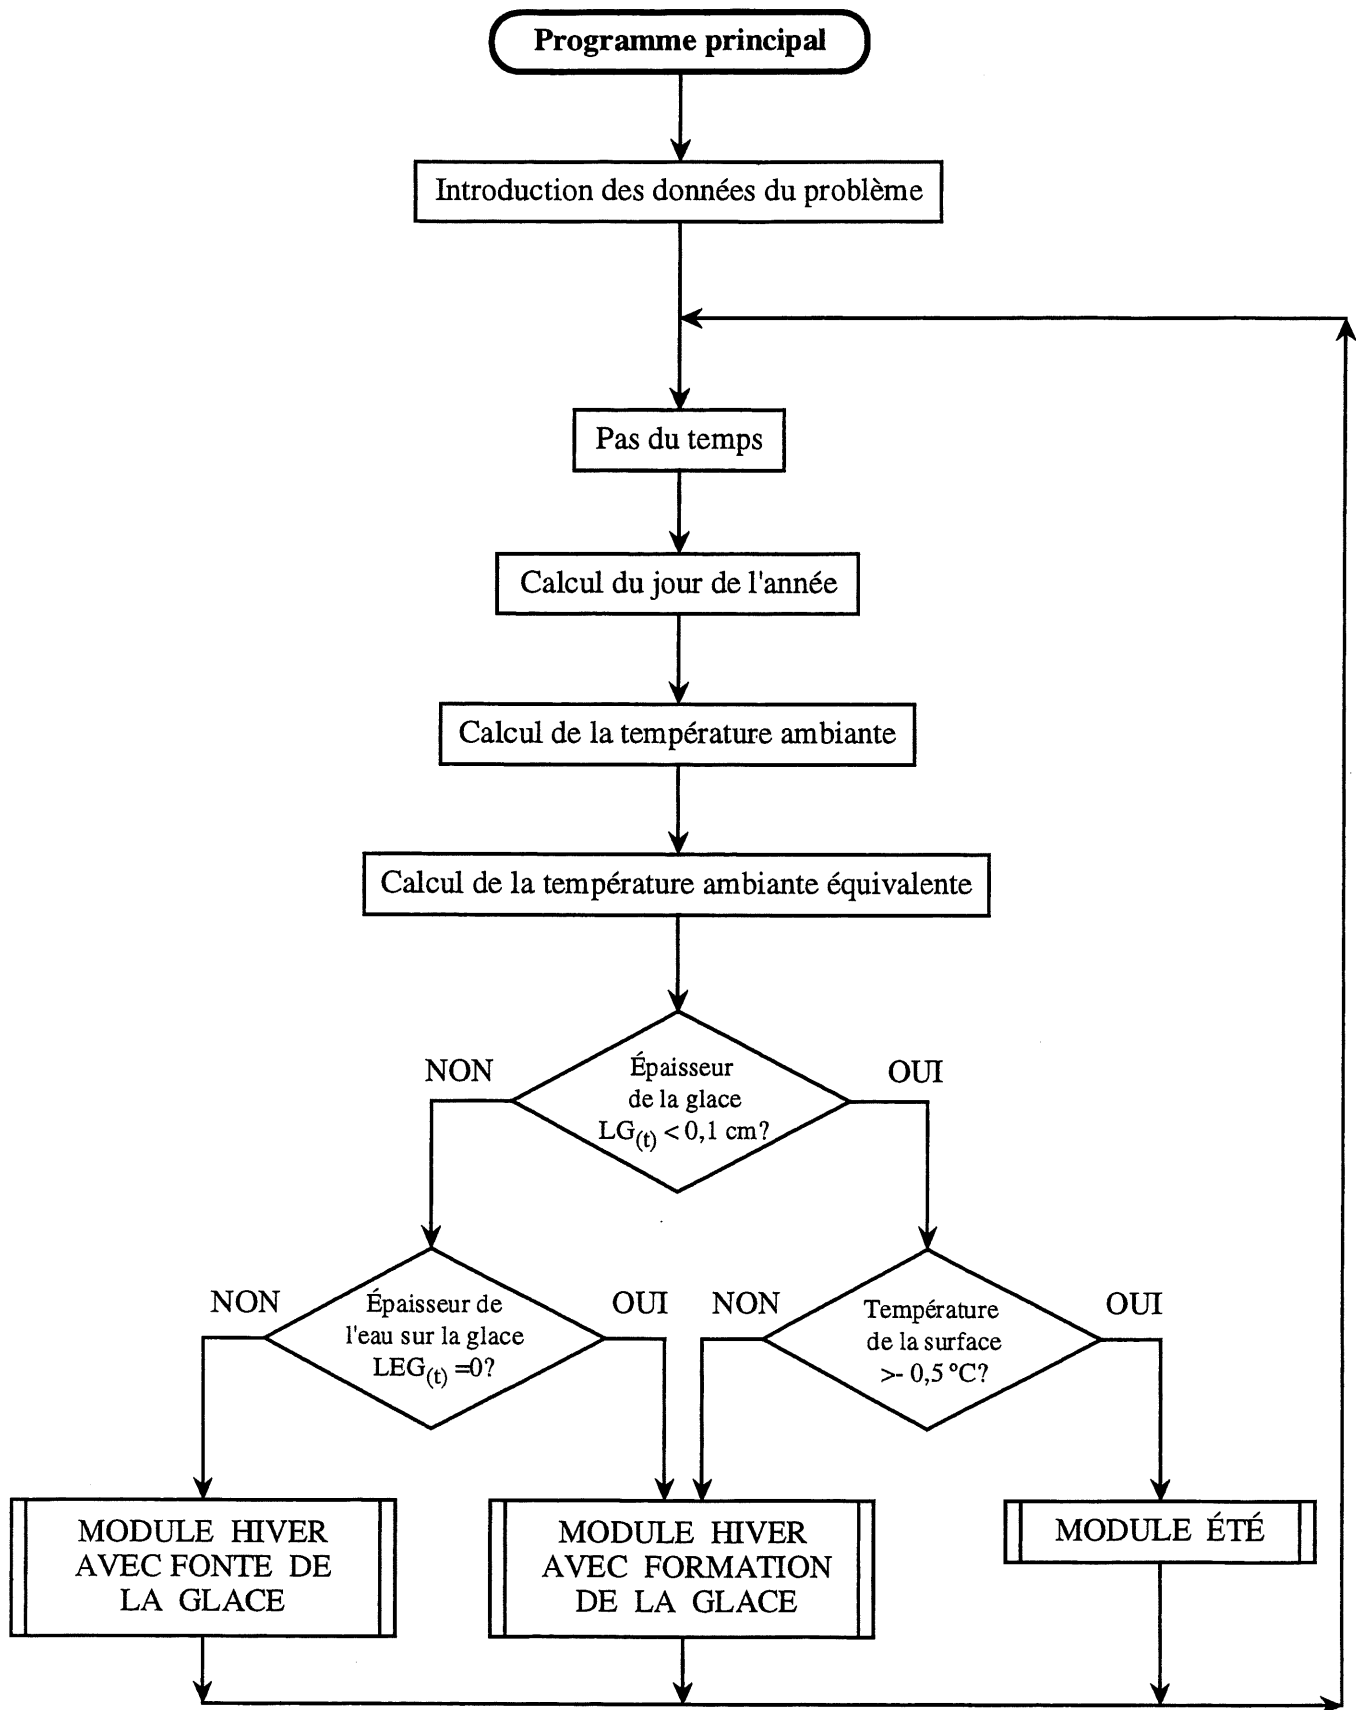 Programme principal
Introduction des données du problème
Pas du temps
Calcul du jour de l'année
Calcul de la température ambiante
Calcul de la température ambiante équivalente
NON
Épaisseur
de la glace
LG(t) < 0,1 cm?
OUI
NON
Épaisseur de
l'eau sur la glace
LEG(t) =0?
OUI
NON
Température
de la surface
>- 0,5 °C?
OUI
MODULE HIVER
AVEC FONTE DE
LA GLACE
MODULE HIVER
AVEC FORMATION
DE LA GLACE
MODULE ÉTÉ